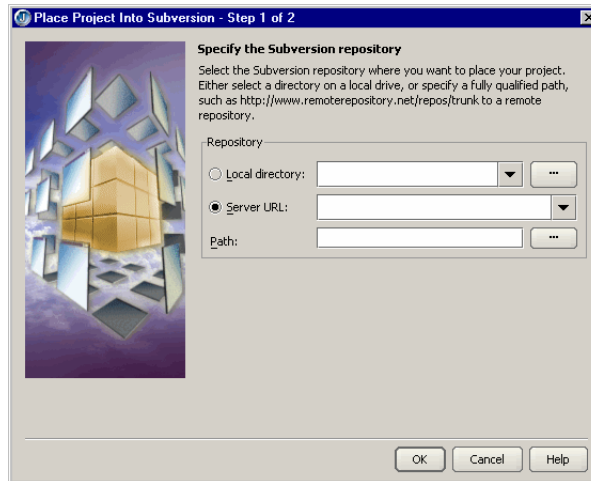 Place Project Into Subversion - Step 1 of 2
Specify the Subversion repository
Select the Subversion repository where you want to place your project.
Either select a directory on a local drive, or specify a fully qualified path,
such as http://www.remoterepository.net/repos/trunk to a remote
repository.
Repository
Local directory:
...
Server URL:
Path:
...
OK
Cancel
Help